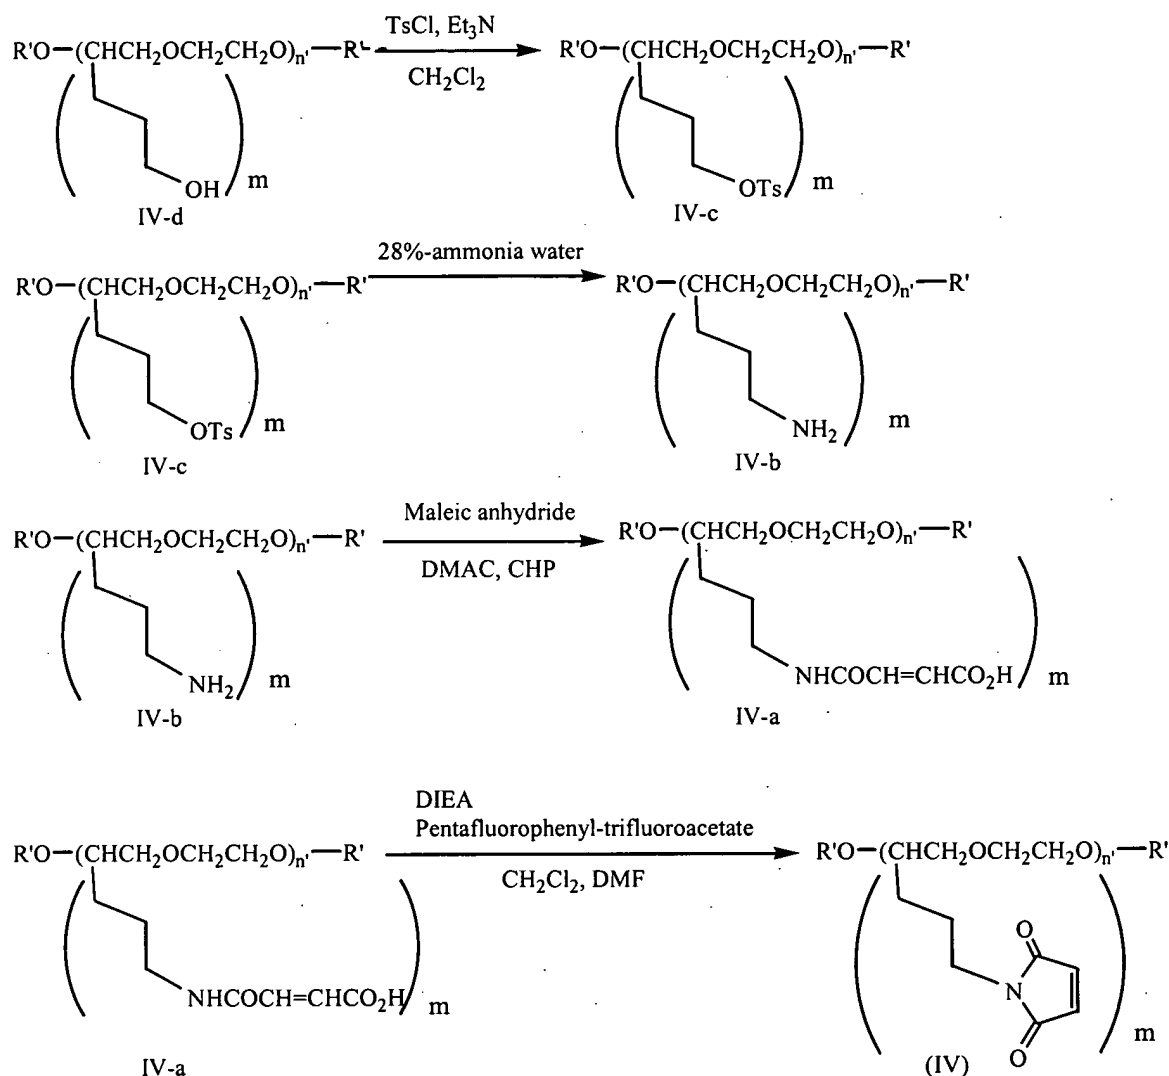 TsCl, Et₃N
R'O—(CHCH₂OCH₂CH₂O)ₙ'—R'
R'O—(CHCH₂OCH₂CH₂O)ₙ'—R'
CH₂Cl₂
OH
m
OTs
m
IV-d
IV-c
28%-ammonia water
R'O—(CHCH₂OCH₂CH₂O)ₙ'—R'
R'O—(CHCH₂OCH₂CH₂O)ₙ'—R'
OTs
m
NH₂
m
IV-c
IV-b
Maleic anhydride
R'O—(CHCH₂OCH₂CH₂O)ₙ'—R'
R'O—(CHCH₂OCH₂CH₂O)ₙ'—R'
DMAC, CHP
NH₂
m
NHCOCH=CHCO₂H
m
IV-b
IV-a
DIEA
Pentafluorophenyl-trifluoroacetate
R'O—(CHCH₂OCH₂CH₂O)ₙ'—R'
R'O—(CHCH₂OCH₂CH₂O)ₙ'—R'
CH₂Cl₂, DMF
O
N
NHCOCH=CHCO₂H
m
O
m
IV-a
(IV)